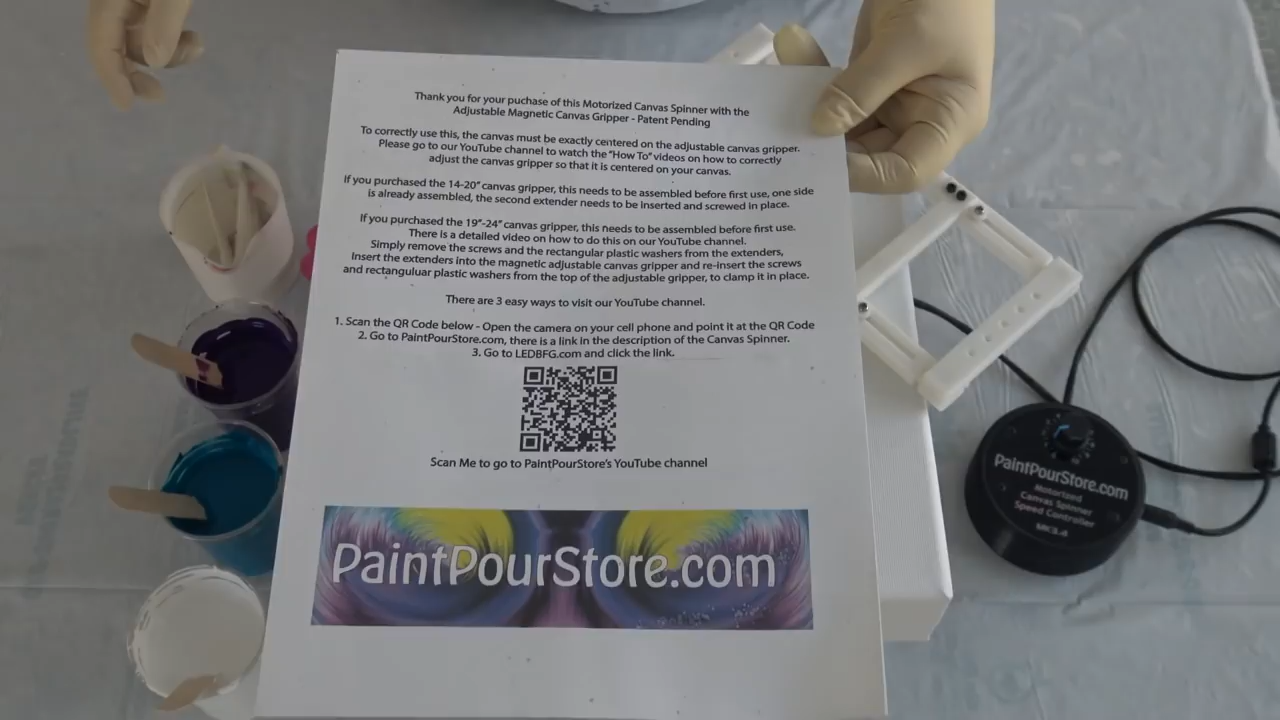 Thank you for your puchase of this Motorized Canvas Spinner with the
Adjustable Magnetic Canvas Gripper - Patent Pending
To correctly use this, the canvas must be exactly centered on the adjustable canvas gripper.
Please go to our YouTube channel to watch the "How To" videos on how to correctly
adjust the canvas gripper so that it is centered on your canvas.
If you purchased the 14-20" canvas gripper, this needs to be assembled before first use, one side
is already assembled, the second extender needs to be inserted and screwed in place.
If you purchased the 19"-24" canvas gripper, this needs to be assembled before first use.
There is a detailed video on how to do this on our YouTube channel.
Simply remove the screws and the rectangular plastic washers from the extenders,
Insert the extenders into the magnetic adjustable canvas gripper and re-insert the screws
and rectanguluar plastic washers from the top of the adjustable gripper, to clamp it in place.
There are 3 easy ways to visit our YouTube channel.
1. Scan the QR Code below - Open the camera on your cell phone and point it at the QR Code
2. Go to PaintPourStore.com, there is a link in the description of the Canvas Spinner.
3. Go to LEDBFG.com and click the link.
Scan Me to go to PaintPourStore's YouTube channel
PaintPourStore.com
PaintPourStore.com
Motorized
Canvas Spinner
Speed Controller